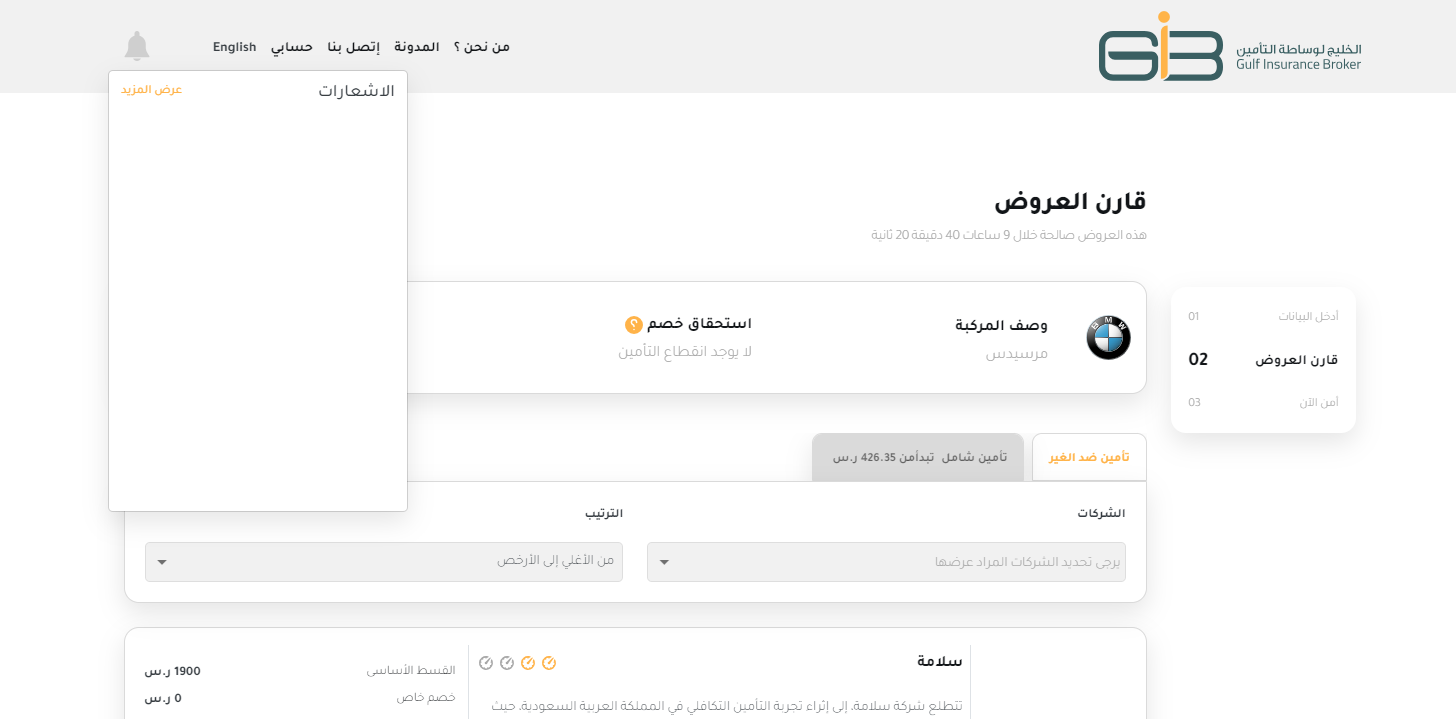 الخليج لوساطة التأمين
Gulf Insurance Broker
GiB
من نحن ؟
المدونة
إتصل بنا
حسابي
English
الاشعارات
عرض المزيد
قارن العروض
هذه العروض صالحة خلال 9 ساعات 40 دقيقة 20 ثانية
أدخل البيانات 01
قارن العروض 02
أمن الآن 03
BMW
وصف المركبة
مرسيدس
استحقاق خصم ؟
لا يوجد انقطاع التأمين
تأمين ضد الغير
تأمين شامل تبدأمن 426.35 ر.س
الشركات
يرجى تحديد الشركات المراد عرضها
الترتيب
من الأغلي إلى الأرخص
سلامة
تتطلع شركة سلامة، إلى إثراء تجربة التأمين التكافلي في المملكة العربية السعودية، حيث
القسط الأساسى 1900 ر.س
خصم خاص 0 ر.س